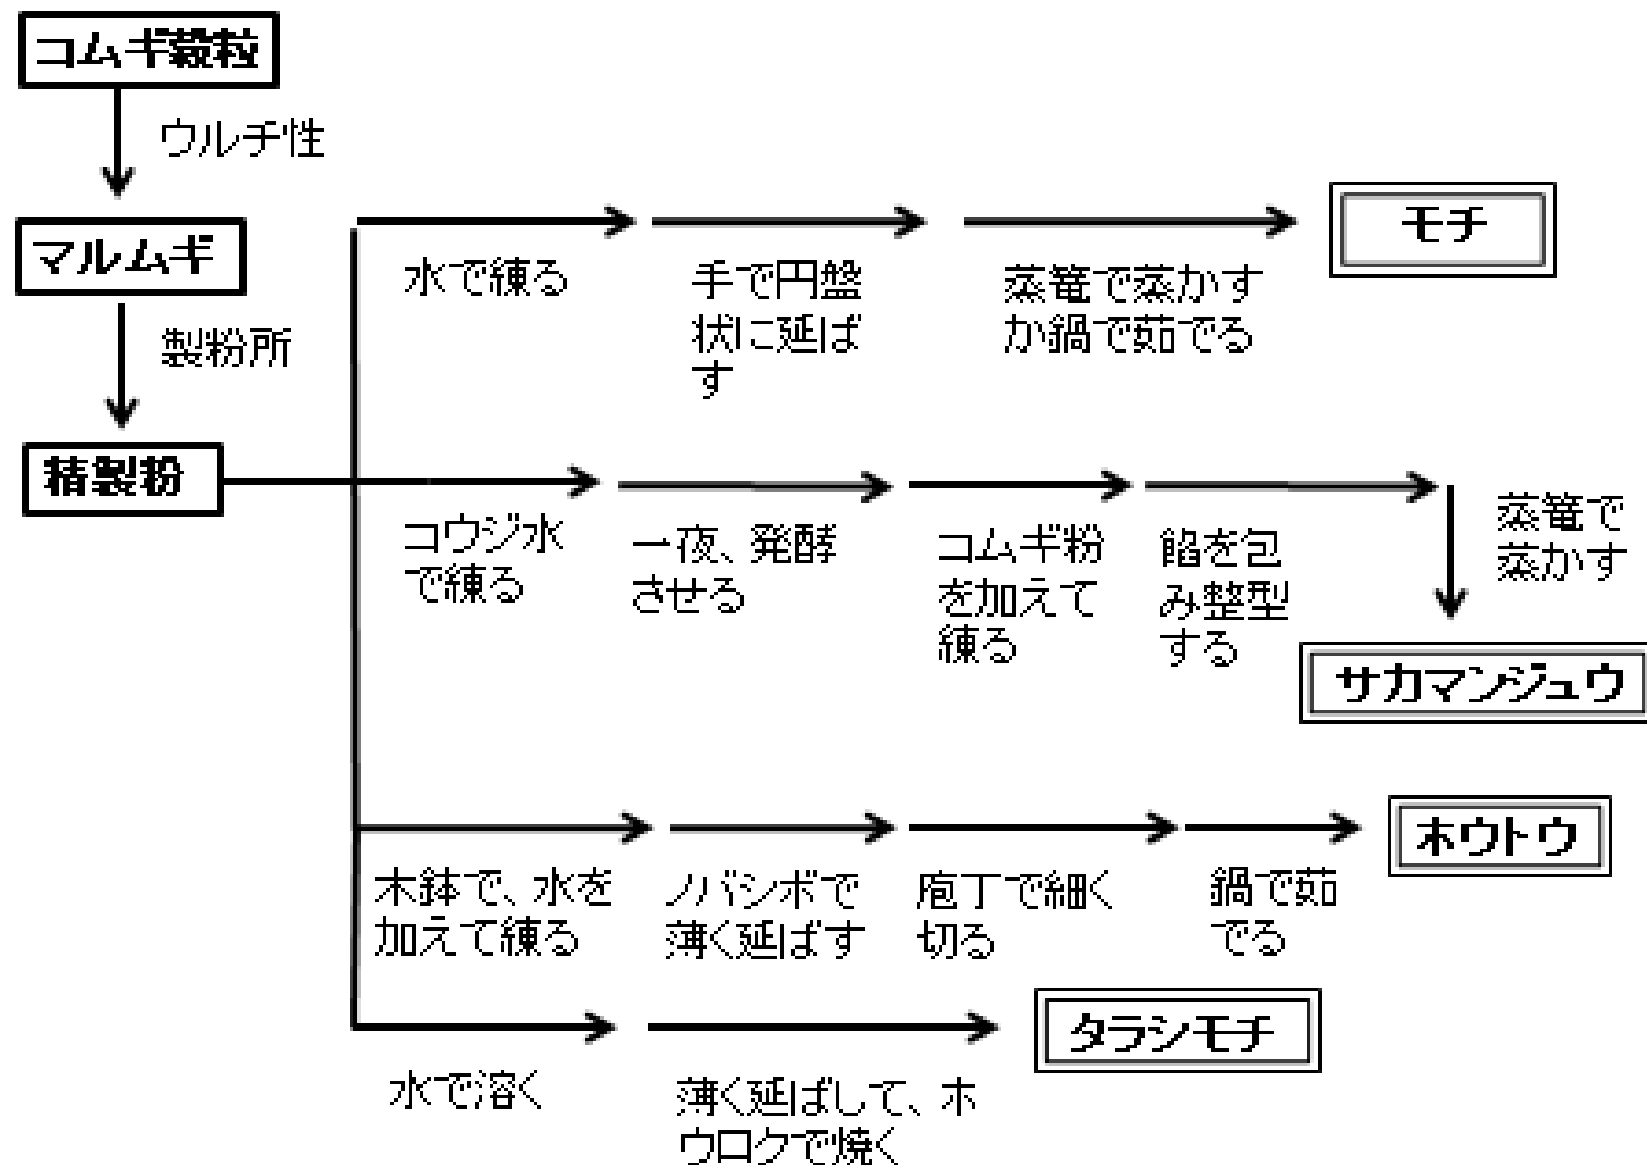 コムギ穀粒
ウルチ性
マルムギ
製粉所
精製粉
水で練る
手で円盤
状に延ば
す
蒸篭で蒸かす
か鍋で茹でる
モチ
コウジ水
で練る
一夜、発酵
させる
コムギ粉
を加えて
練る
餡を包
み整型
する
蒸篭で
蒸かす
サカマンジュウ
木鉢で、水を
加えて練る
ノバシボで
薄く延ばす
庖丁で細く
切る
鍋で茹
でる
ホウトウ
水で溶く
薄く延ばして、ホ
ウロクで焼く
タラシモチ